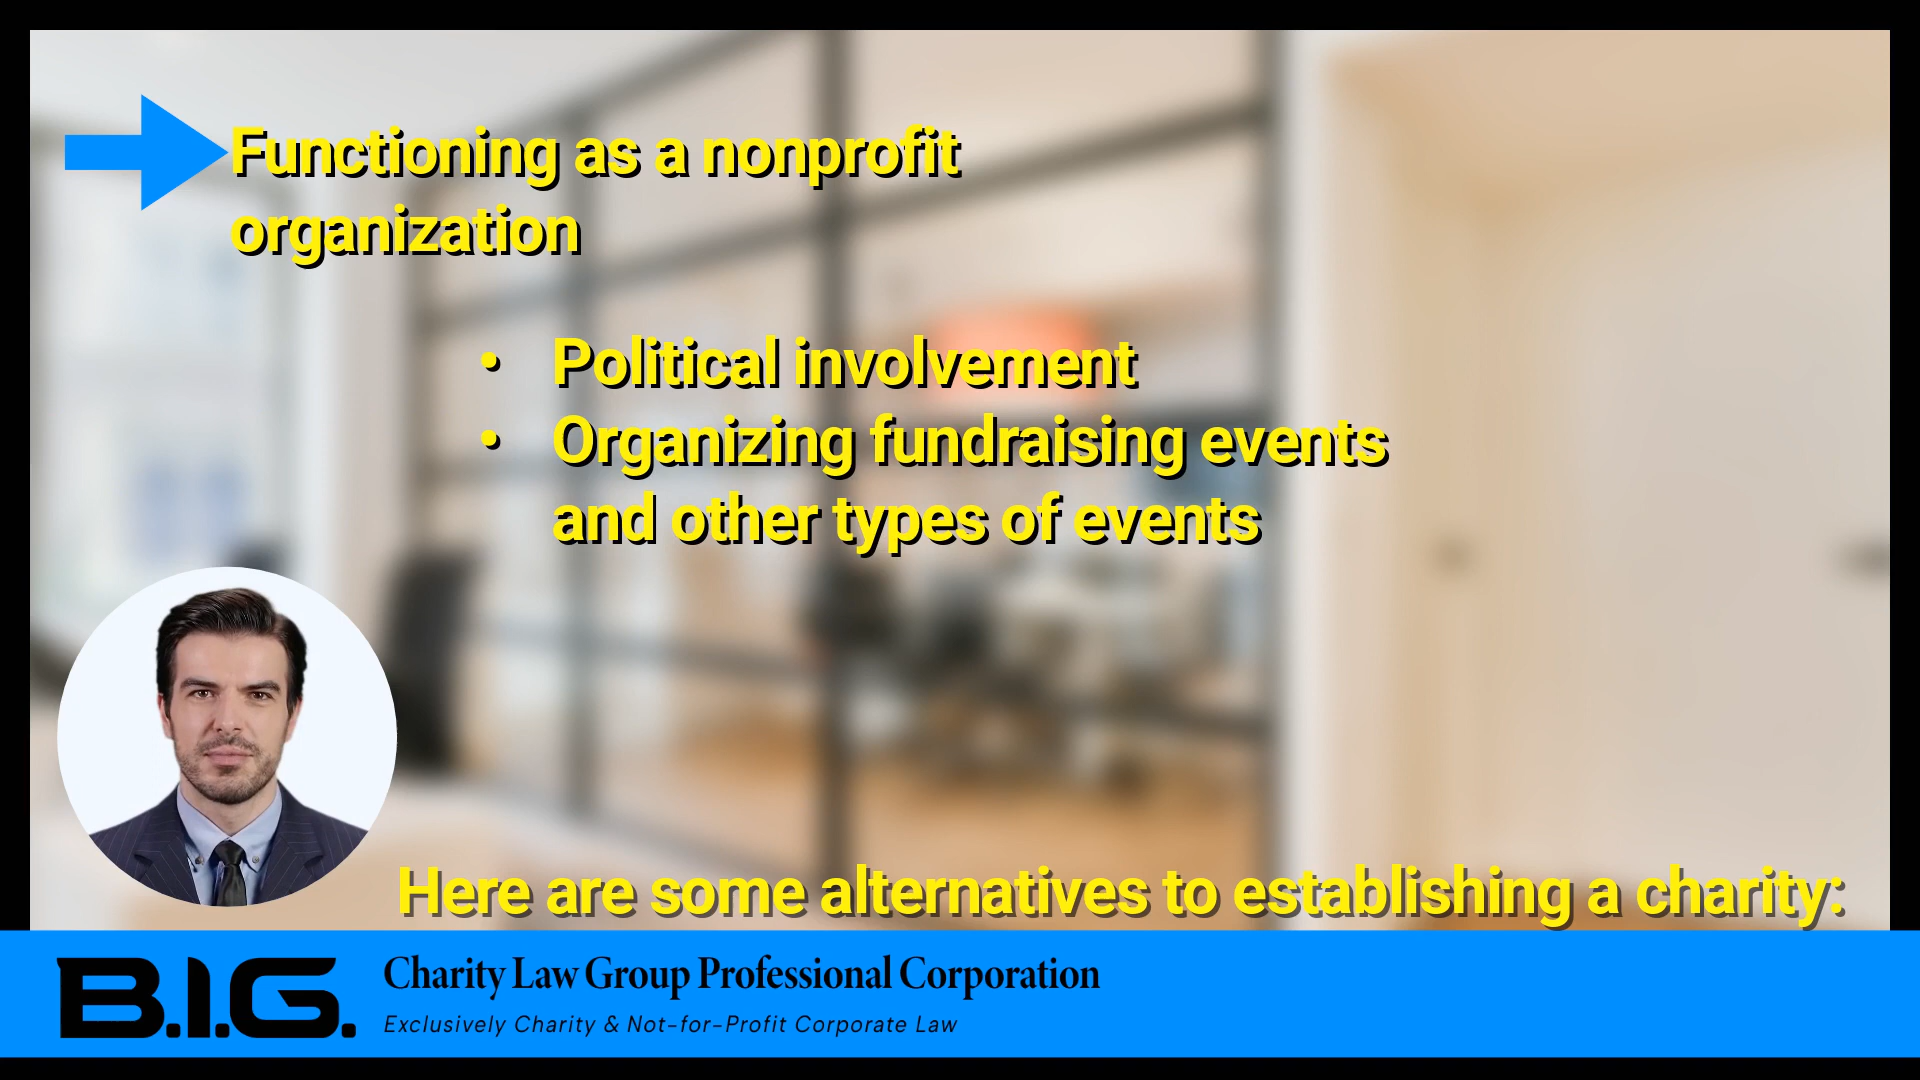 Functioning as a nonprofit
organization
• Political involvement
• Organizing fundraising events
and other types of events
Here are some alternatives to establishing a charity:
B.I.G.
Charity Law Group Professional Corporation
Exclusively Charity & Not-for-Profit Corporate Law